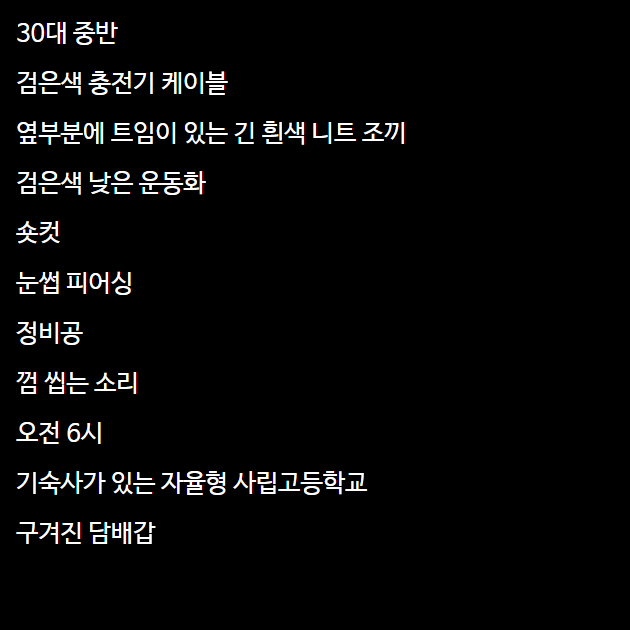 30대 중반
검은색 충전기 케이블
옆부분에 트임이 있는 긴 흰색 니트 조끼
검은색 낮은 운동화
숏컷
눈썹 피어싱
정비공
껌 씹는 소리
오전 6시
기숙사가 있는 자율형 사립고등학교
구겨진 담배갑